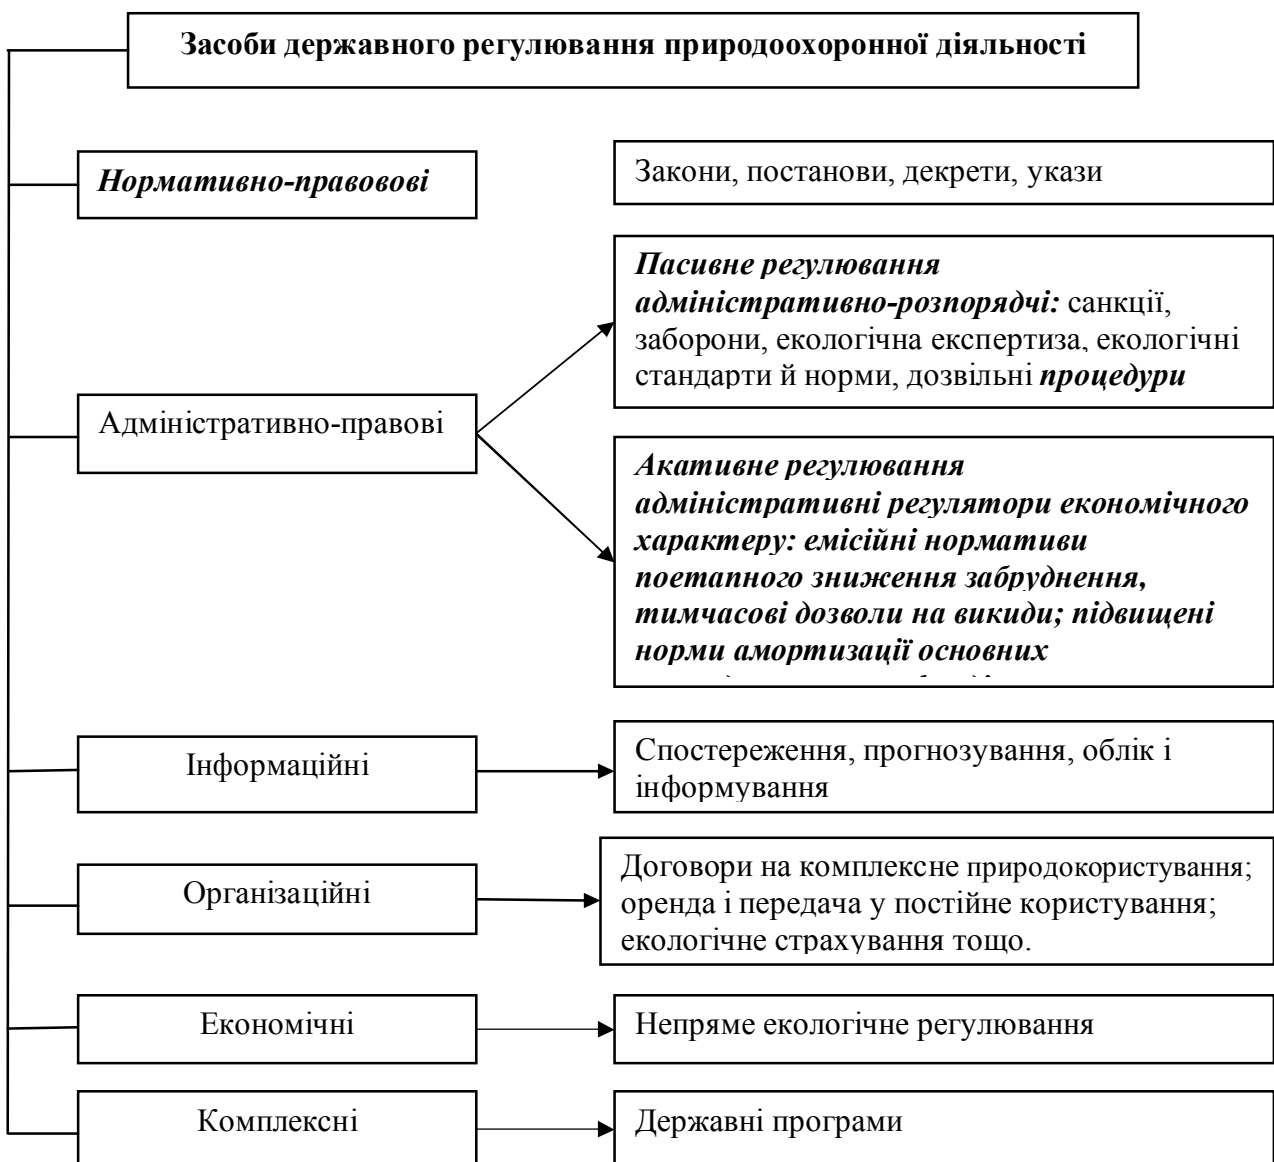 Засоби державного регулювання природоохоронної діяльності
Нормативно-правовові
Закони, постанови, декрети, укази
Адміністративно-правові
Пасивне регулювання
адміністративно-розпорядчі: санкції,
заборони, екологічна експертиза, екологічні
стандарти й норми, дозвільні процедури
Акативне регулювання
адміністративні регулятори економічного
характеру: емісійні нормативи
поетапного зниження забруднення,
тимчасові дозволи на викиди; підвищені
норми амортизації основних
Інформаційні
Спостереження, прогнозування, облік і
інформування
Організаційні
Договори на комплексне природокористування;
оренда і передача у постійне користування;
екологічне страхування тощо.
Економічні
Непряме екологічне регулювання
Комплексні
Державні програми